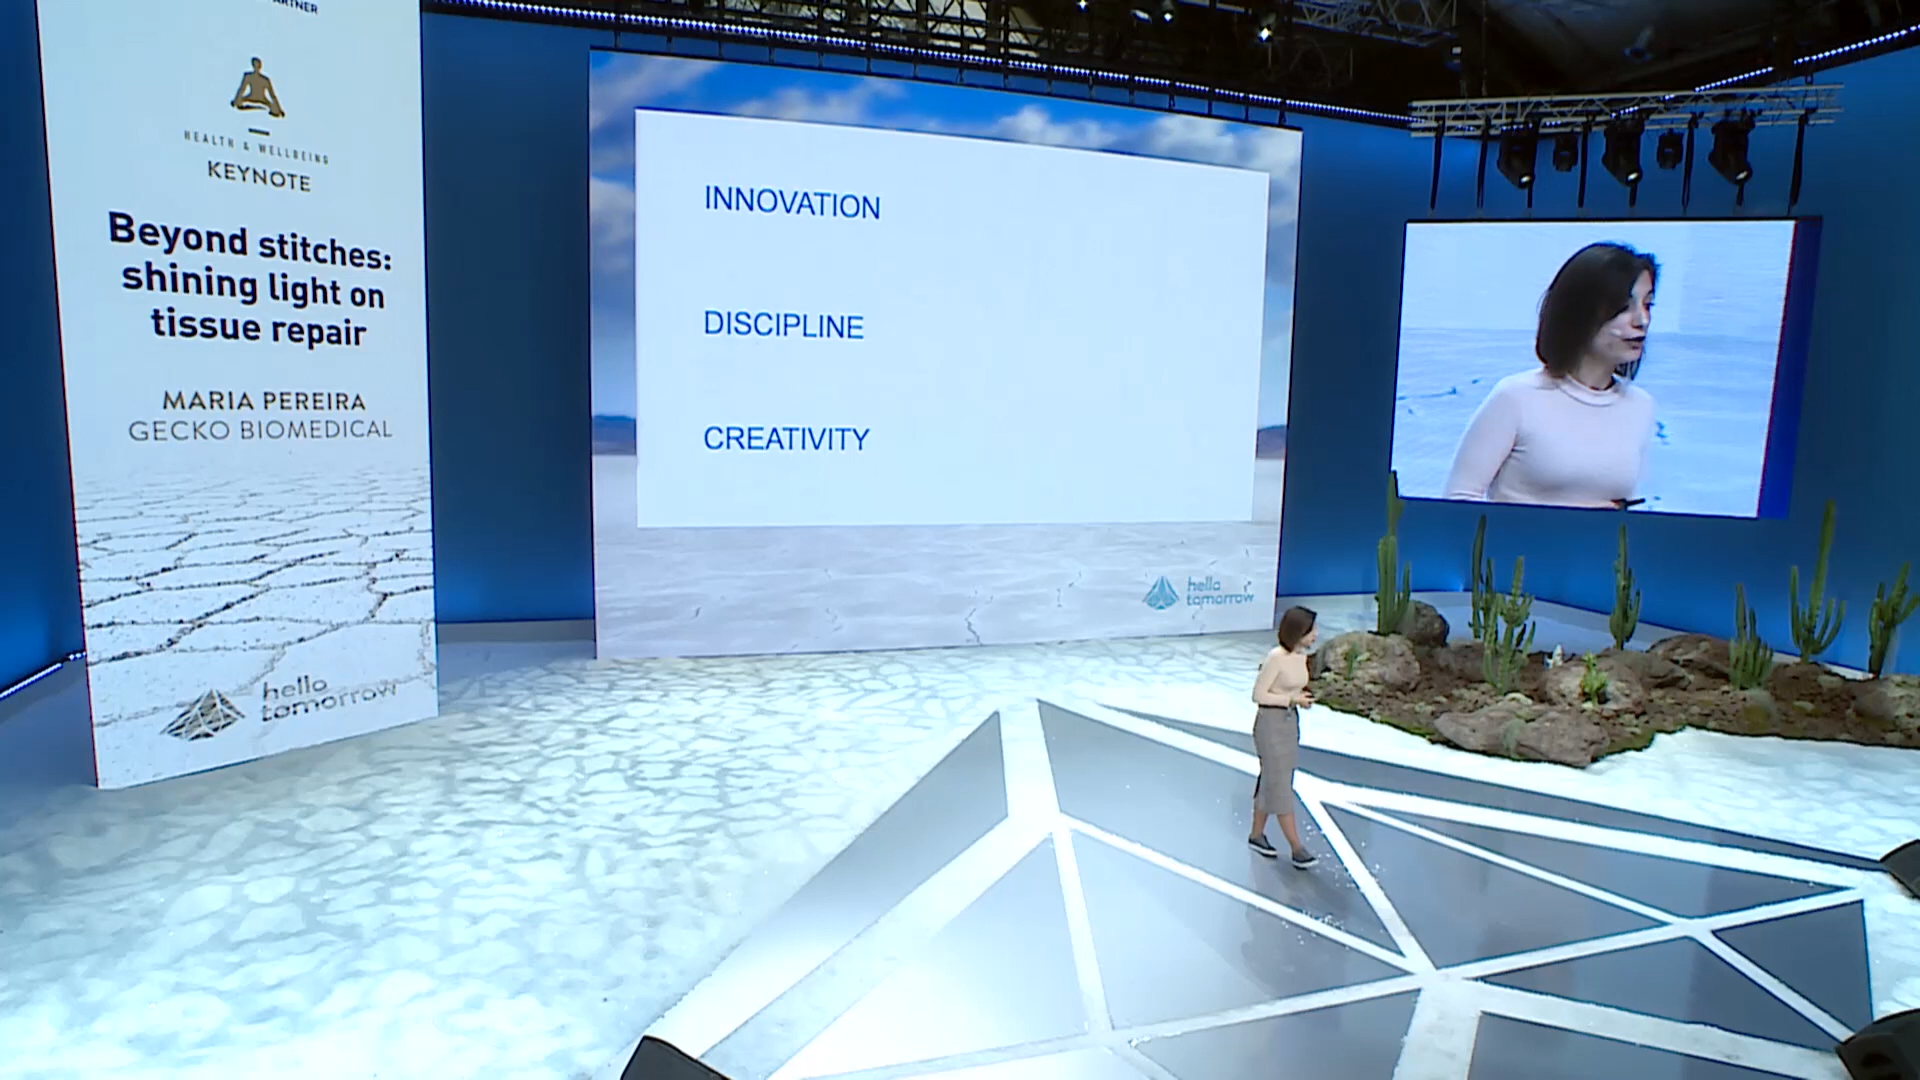 HEALTH & WELLBEING
KEYNOTE
Beyond stitches:
shining light on
tissue repair
MARIA PEREIRA
GECKO BIOMEDICAL
hello
tomorrow
INNOVATION
DISCIPLINE
CREATIVITY
hello
tomorrow